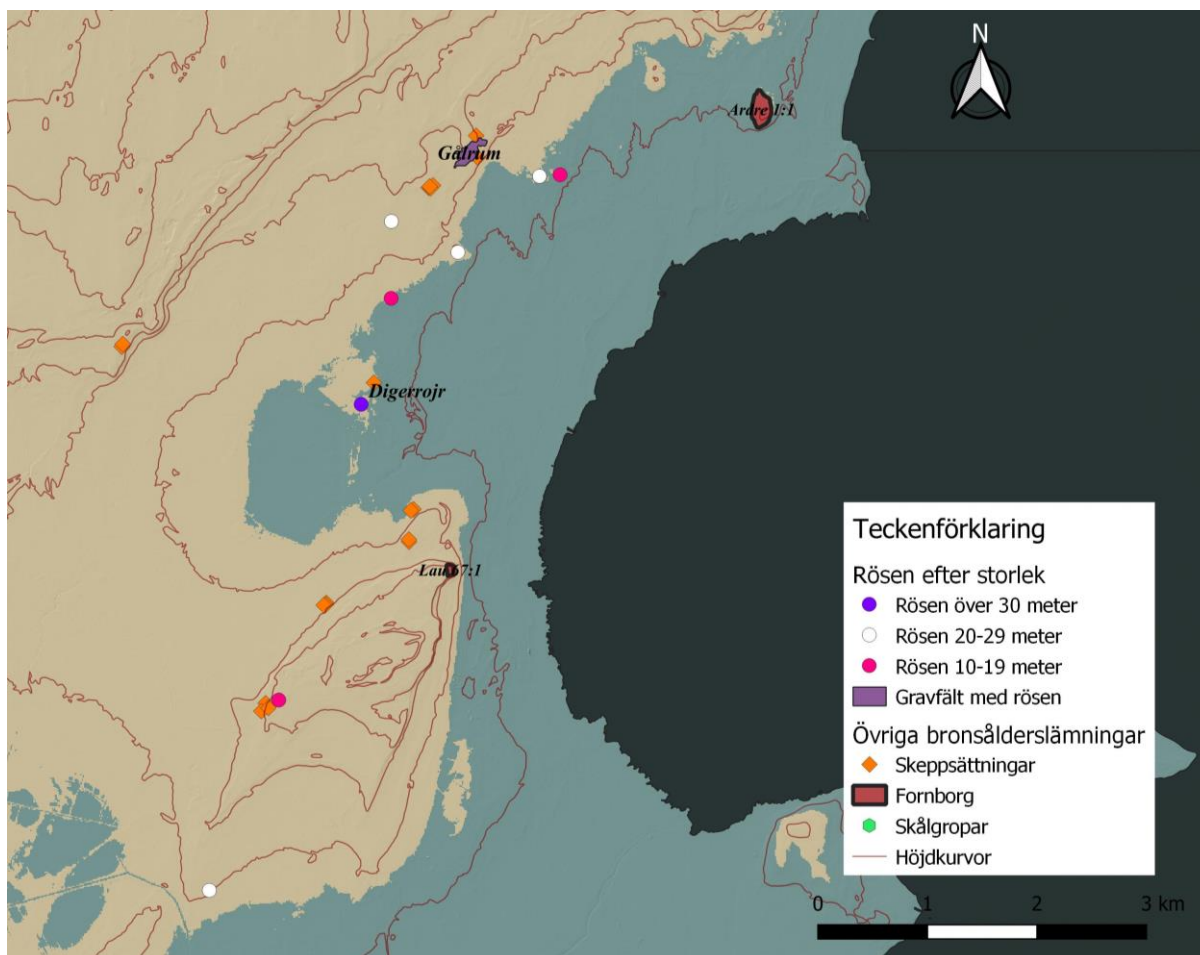 N
Ardre 1:1
Gålrum
Digerrojr
Lau 67:1
Teckenförklaring
Rösen efter storlek
Rösen över 30 meter
Rösen 20-29 meter
Rösen 10-19 meter
Gravfält med rösen
Övriga bronsålderslämningar
Skeppsättningar
Fornborg
Skålgropar
Höjdkurvor
0 1 2 3 km